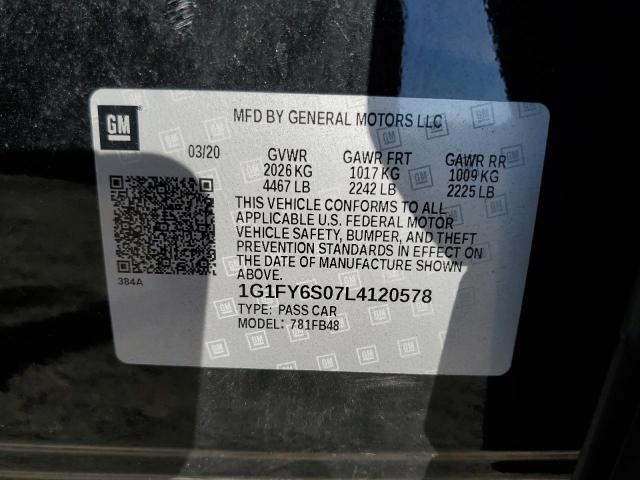 GM
MFD BY GENERAL MOTORS LLC
03/20 GVWR GAWR FRT GAWR RR
2026 KG 1017 KG 1009 KG
4467 LB 2242 LB 2225 LB
THIS VEHICLE CONFORMS TO ALL
APPLICABLE U.S. FEDERAL MOTOR
VEHICLE SAFETY, BUMPER, AND THEFT
PREVENTION STANDARDS IN EFFECT ON
THE DATE OF MANUFACTURE SHOWN
ABOVE.
384A
1G1FY6S07L4120578
TYPE: PASS CAR
MODEL: 781FB48